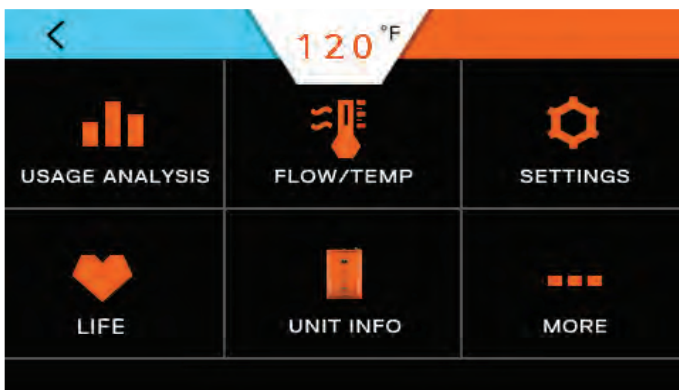 120°F
USAGE ANALYSIS
FLOW/TEMP
SETTINGS
LIFE
UNIT INFO
MORE